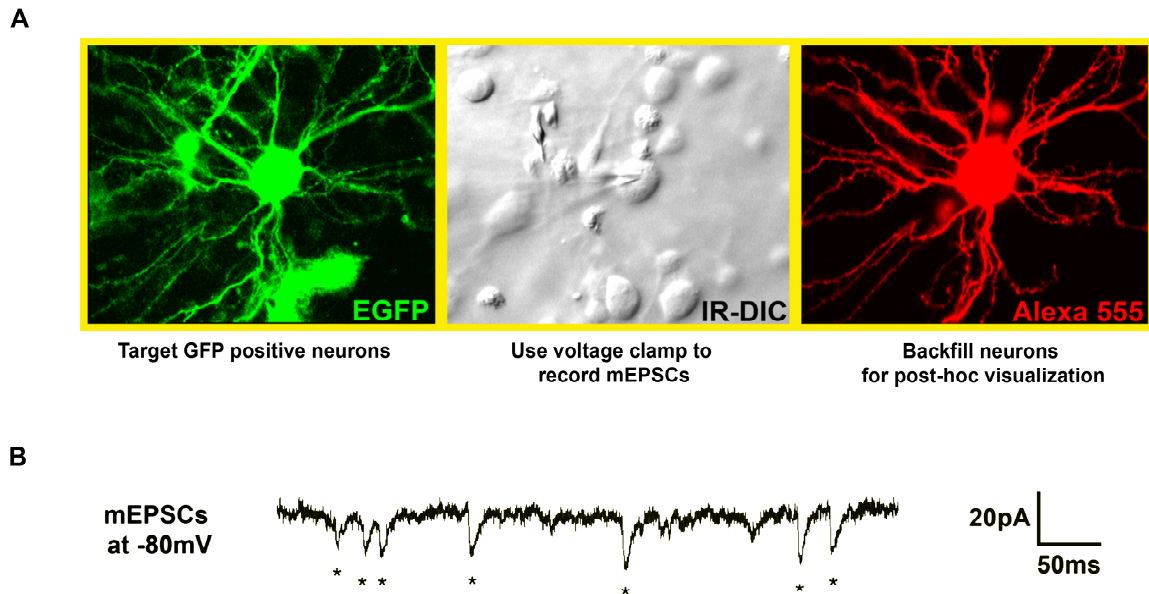 A
EGFP
IR-DIC
Alexa 555
Target GFP positive neurons
Use voltage clamp to
record mEPSCs
Backfill neurons
for post-hoc visualization
B
mEPSCs
at -80mV
* * * * * * *
20pA
50ms